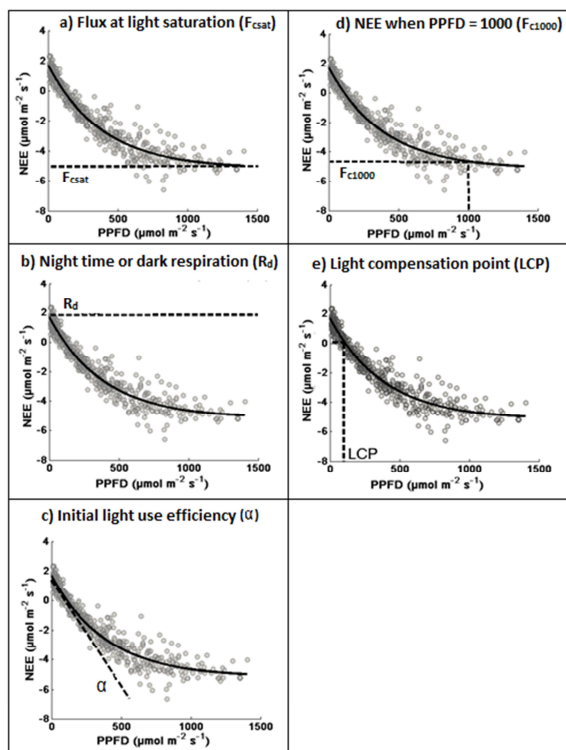 a) Flux at light saturation (Fcsat)
NEE (μmol m⁻² s⁻¹)
4
2
0
-2
-4
-6
-8
Fcsat
0 500 1000 1500
PPFD (μmol m⁻² s⁻¹)
d) NEE when PPFD = 1000 (Fc1000)
NEE (μmol m⁻² s⁻¹)
4
2
0
-2
-4
-6
-8
Fc1000
0 500 1000 1500
PPFD (μmol m⁻² s⁻¹)
b) Night time or dark respiration (Rd)
NEE (μmol m⁻² s⁻¹)
4
2
0
-2
-4
-6
-8
Rd
0 500 1000 1500
PPFD (μmol m⁻² s⁻¹)
e) Light compensation point (LCP)
NEE (μmol m⁻² s⁻¹)
4
2
0
-2
-4
-6
-8
LCP
0 500 1000 1500
PPFD (μmol m⁻² s⁻¹)
c) Initial light use efficiency (α)
NEE (μmol m⁻² s⁻¹)
4
2
0
-2
-4
-6
-8
α
0 500 1000 1500
PPFD (μmol m⁻² s⁻¹)